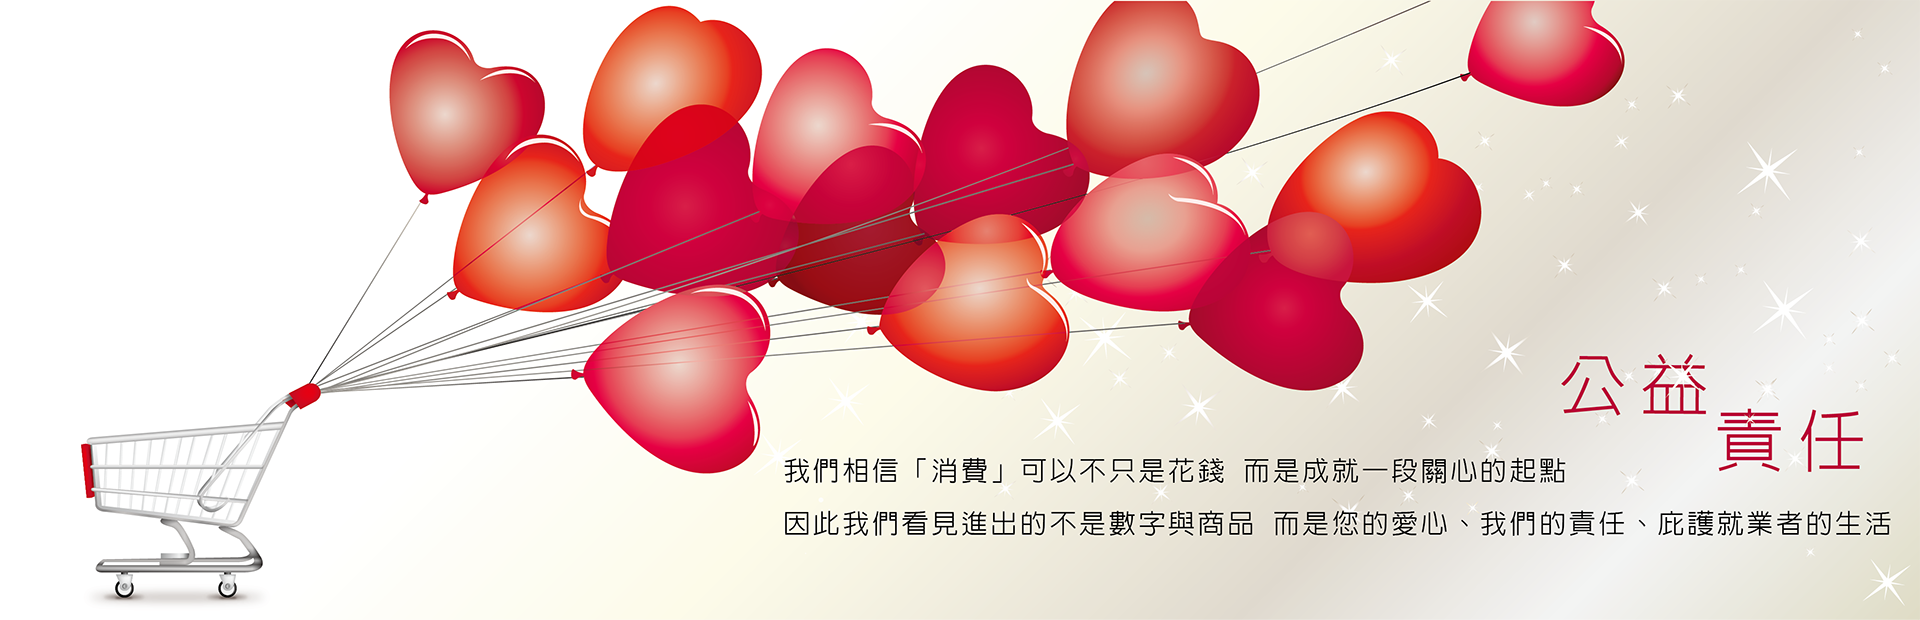 公益
責任
我們相信「消費」可以不只是花錢 而是成就一段關心的起點
因此我們看見進出的不是數字與商品 而是您的愛心、我們的責任、庇護就業者的生活